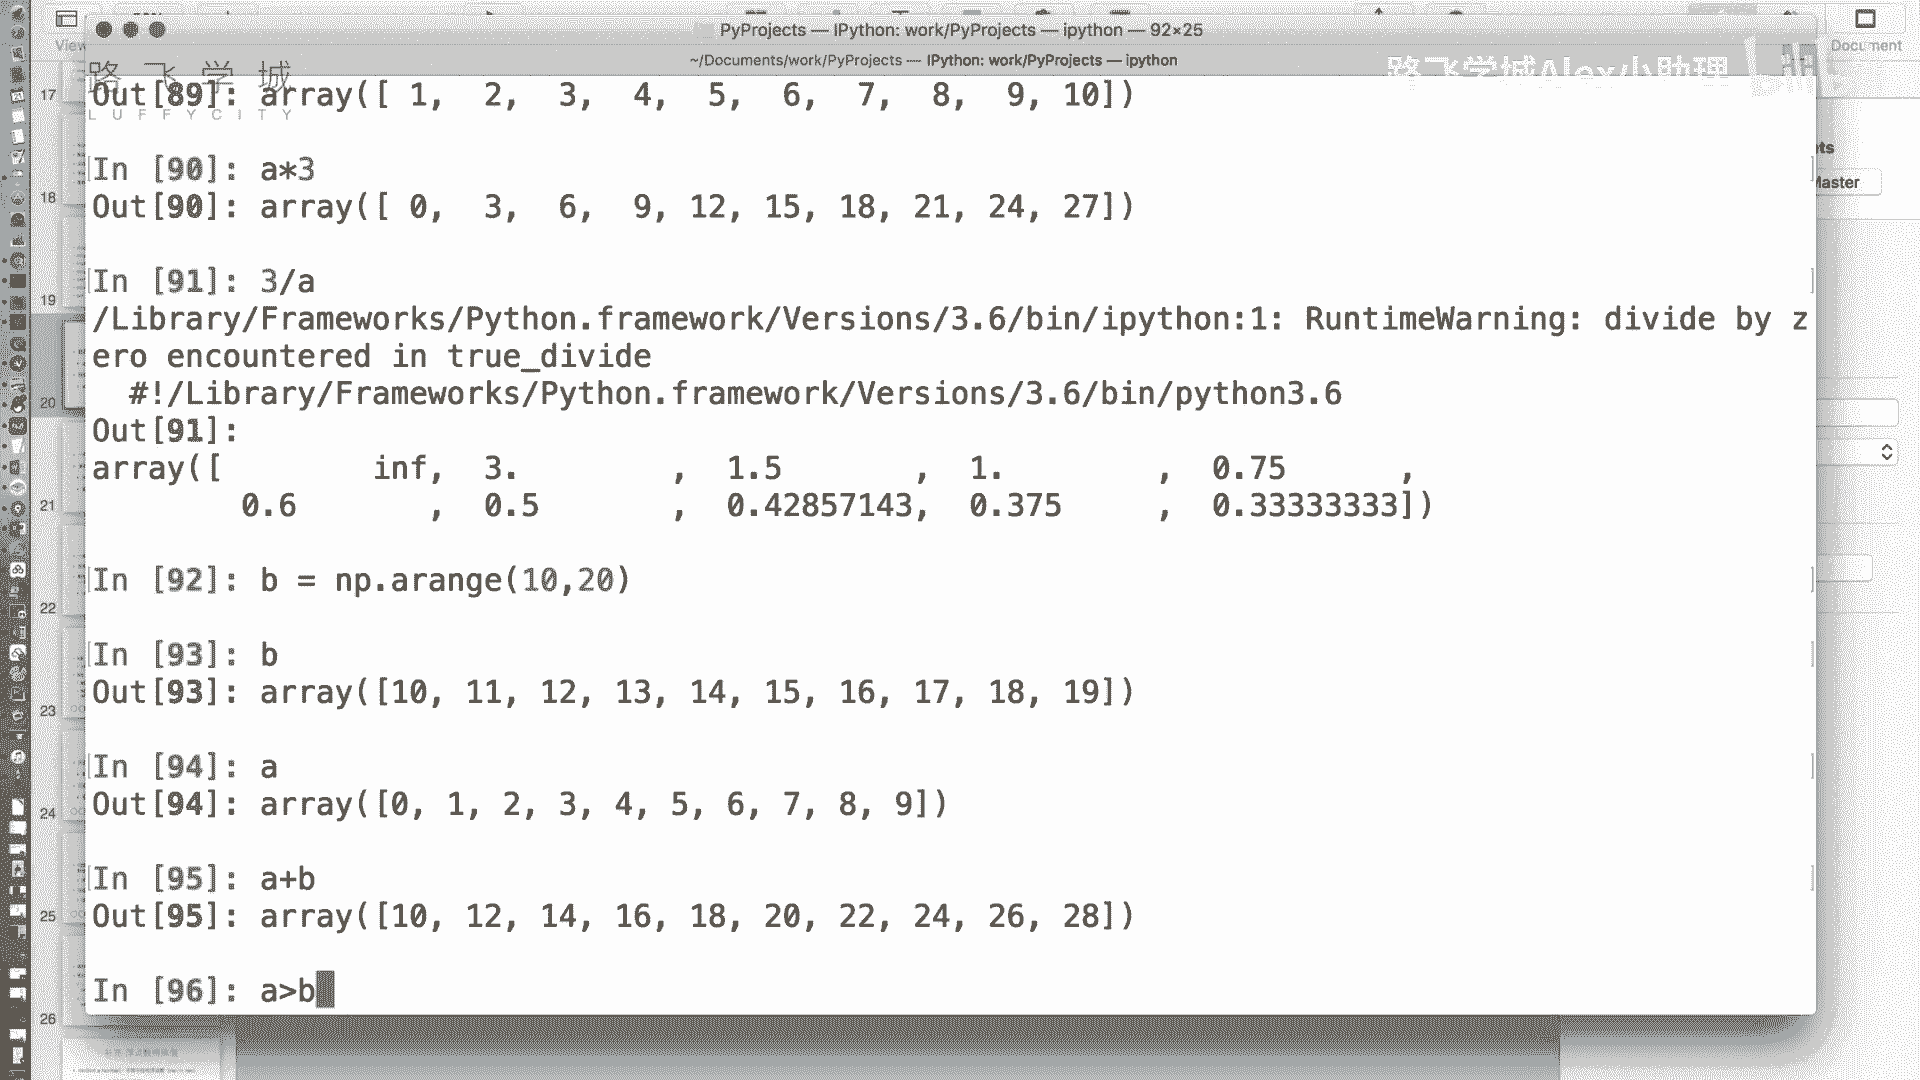 PyProjects — IPython: work/PyProjects — ipython — 92×25
~/Documents/work/PyProjects — IPython: work/PyProjects — ipython
View
Document
路飞学城
LUFFYCITY
路飞学城Alex小助理
Out[89]: array([ 1,  2,  3,  4,  5,  6,  7,  8,  9, 10])
In [90]: a*3
Out[90]: array([ 0,  3,  6,  9, 12, 15, 18, 21, 24, 27])
In [91]: 3/a
/Library/Frameworks/Python.framework/Versions/3.6/bin/ipython:1: RuntimeWarning: divide by z
ero encountered in true_divide
  #!/Library/Frameworks/Python.framework/Versions/3.6/bin/python3.6
Out[91]:
array([        inf,  3.        ,  1.5       ,  1.        ,  0.75      ,
        0.6       ,  0.5       ,  0.42857143,  0.375     ,  0.33333333])
In [92]: b = np.arange(10,20)
In [93]: b
Out[93]: array([10, 11, 12, 13, 14, 15, 16, 17, 18, 19])
In [94]: a
Out[94]: array([0, 1, 2, 3, 4, 5, 6, 7, 8, 9])
In [95]: a+b
Out[95]: array([10, 12, 14, 16, 18, 20, 22, 24, 26, 28])
In [96]: a>b
17
18
19
20
21
22
23
24
25
26
Master